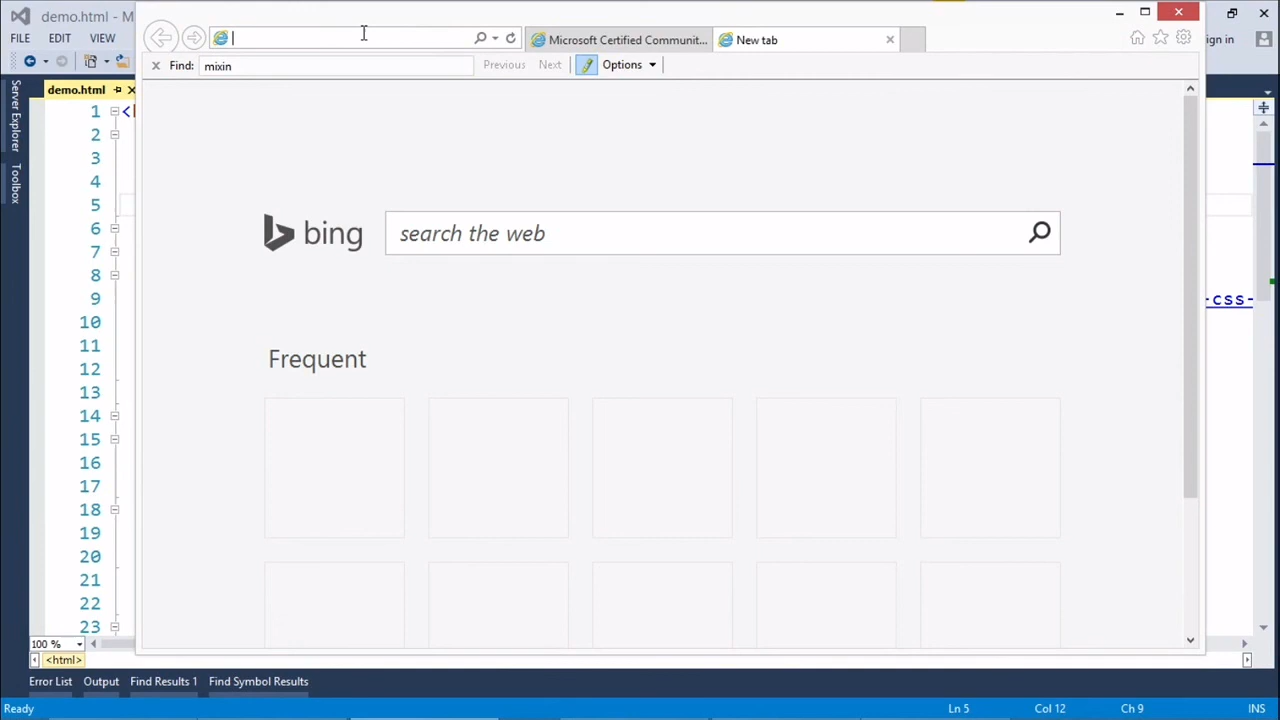 demo.html - M
FILE EDIT VIEW
Microsoft Certified Communit... New tab
ign in
Find: mixin Previous Next Options
demo.html
Server Explorer
Toolbox
1 <
2
3
4
5
6
7
8
9 -css-
10
11
12
13
14
15
16
17
18
19
20
21
22
23
bing search the web
Frequent
100 %
<html>
Error List Output Find Results 1 Find Symbol Results
Ready Ln 5 Col 12 Ch 9 INS